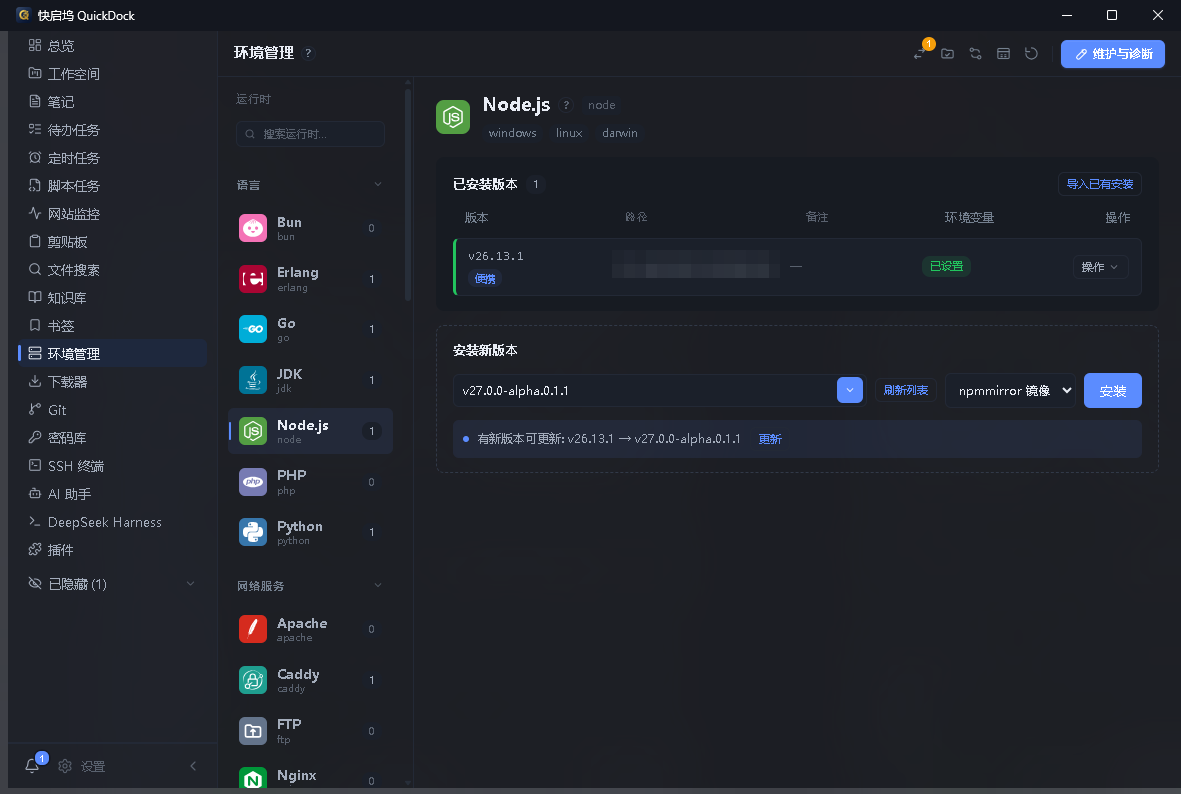 快启坞 QuickDock
总览
工作空间
笔记
待办任务
定时任务
脚本任务
网站监控
剪贴板
文件搜索
知识库
书签
环境管理
下载器
Git
密码库
SSH 终端
AI 助手
DeepSeek Harness
插件
已隐藏 (1)
1
设置
环境管理 ?
1
维护与诊断
运行时
搜索运行时...
语言
Bun
bun
0
Erlang
erlang
1
Go
go
1
JDK
jdk
1
Node.js
node
1
PHP
php
0
Python
python
1
网络服务
Apache
apache
0
Caddy
caddy
1
FTP
ftp
0
Nginx
0
Node.js ? node
windows linux darwin
已安装版本 1
导入已有安装
版本 路径 备注 环境变量 操作
v26.13.1
便携
—
已设置
操作
安装新版本
v27.0.0-alpha.0.1.1
刷新列表
npmmirror 镜像
安装
有新版本可更新: v26.13.1 → v27.0.0-alpha.0.1.1 更新